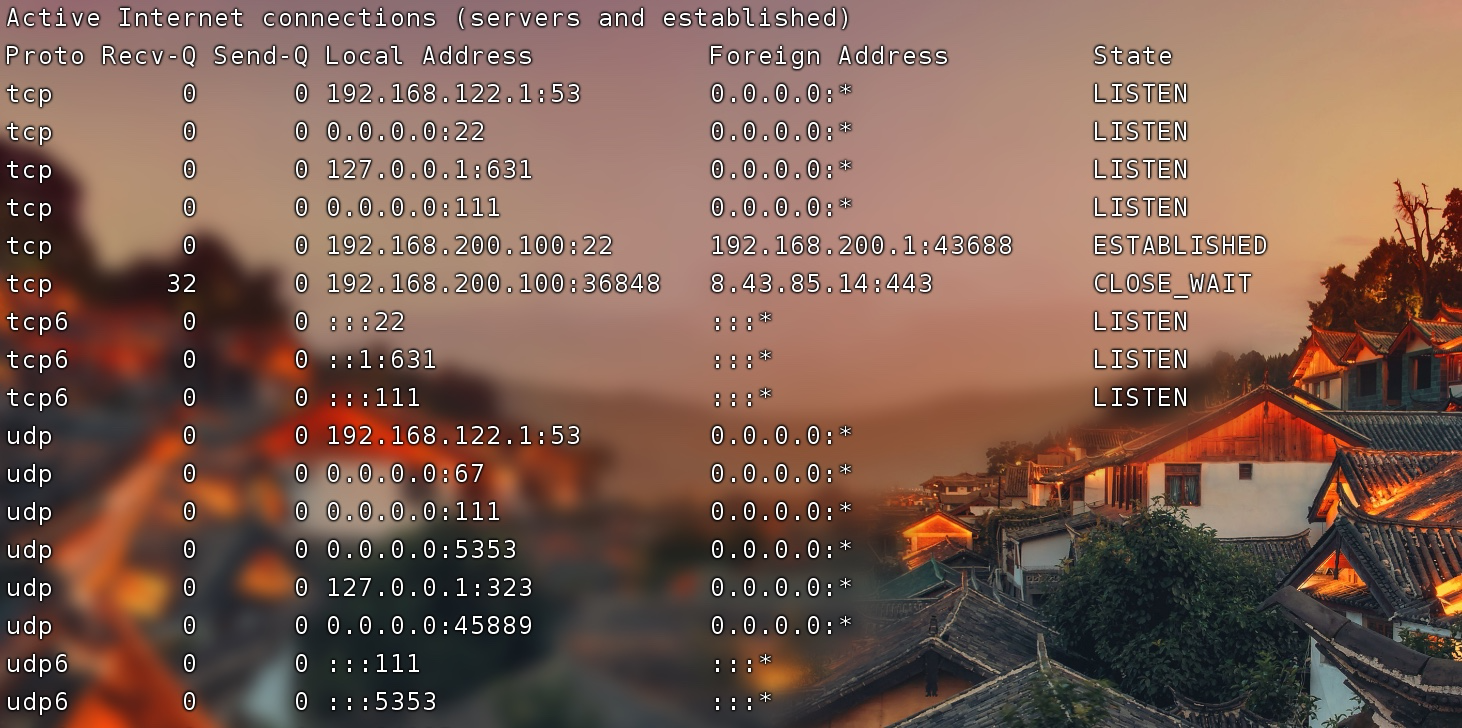 Active Internet connections (servers and established)
Proto Recv-Q Send-Q Local Address           Foreign Address         State
tcp        0      0 192.168.122.1:53        0.0.0.0:*               LISTEN
tcp        0      0 0.0.0.0:22              0.0.0.0:*               LISTEN
tcp        0      0 127.0.0.1:631           0.0.0.0:*               LISTEN
tcp        0      0 0.0.0.0:111             0.0.0.0:*               LISTEN
tcp        0      0 192.168.200.100:22      192.168.200.1:43688     ESTABLISHED
tcp       32      0 192.168.200.100:36848   8.43.85.14:443          CLOSE_WAIT
tcp6       0      0 :::22                   :::*                    LISTEN
tcp6       0      0 ::1:631                 :::*                    LISTEN
tcp6       0      0 :::111                  :::*                    LISTEN
udp        0      0 192.168.122.1:53        0.0.0.0:*
udp        0      0 0.0.0.0:67              0.0.0.0:*
udp        0      0 0.0.0.0:111             0.0.0.0:*
udp        0      0 0.0.0.0:5353            0.0.0.0:*
udp        0      0 127.0.0.1:323           0.0.0.0:*
udp        0      0 0.0.0.0:45889           0.0.0.0:*
udp6       0      0 :::111                  :::*
udp6       0      0 :::5353                 :::*